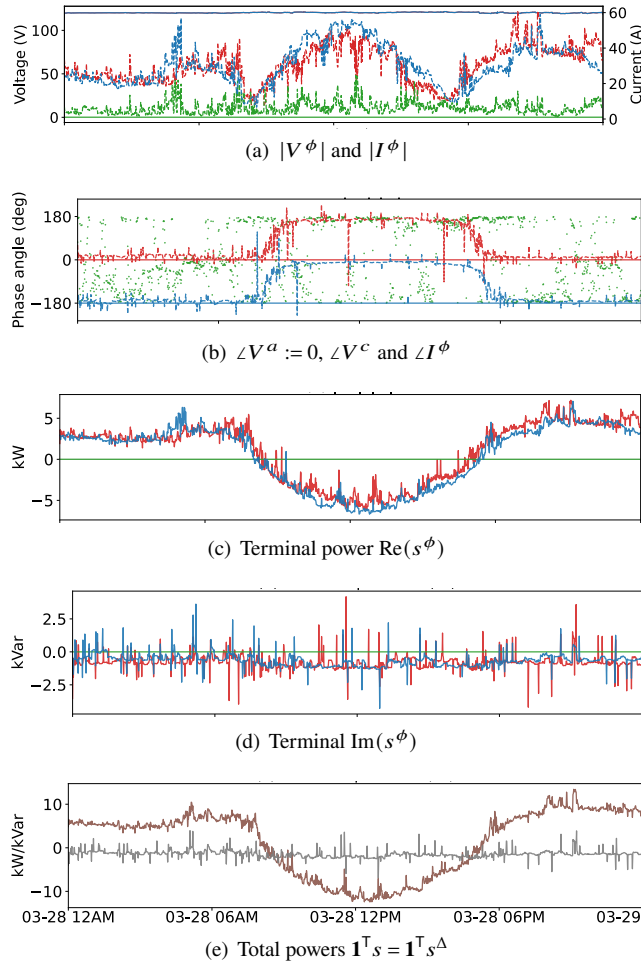 100
50
0
Voltage (V)
60
40
20
0
Current (A)
(a) |V^ϕ| and |I^ϕ|
180
0
−180
Phase angle (deg)
(b) ∠V^a := 0, ∠V^c and ∠I^ϕ
5
0
−5
kW
(c) Terminal power Re(s^ϕ)
2.5
0.0
−2.5
kVar
(d) Terminal Im(s^ϕ)
10
0
−10
kW/kVar
03-28 12AM 03-28 06AM 03-28 12PM 03-28 06PM 03-29
(e) Total powers 1^T s = 1^T s^Δ